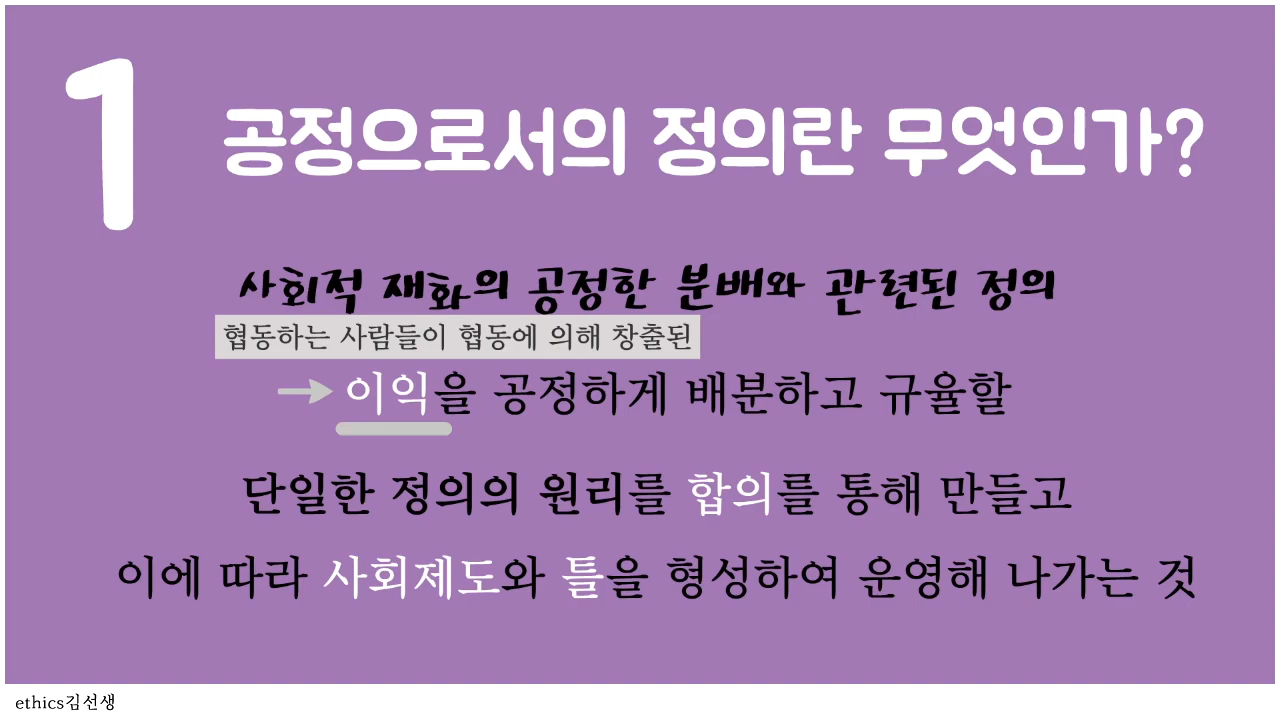 1
공정으로서의 정의란 무엇인가?
사회적 재화의 공정한 분배와 관련된 정의
협동하는 사람들이 협동에 의해 창출된
→ 이익을 공정하게 배분하고 규율할
단일한 정의의 원리를 합의를 통해 만들고
이에 따라 사회제도와 틀을 형성하여 운영해 나가는 것
ethics김선생